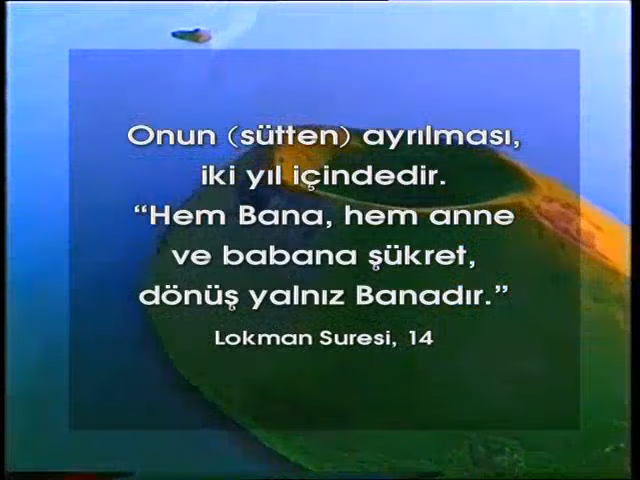 Onun (sütten) ayrılması,
iki yıl içindedir.
“Hem Bana, hem anne
ve babana şükret,
dönüş yalnız Banadır.”
Lokman Suresi, 14